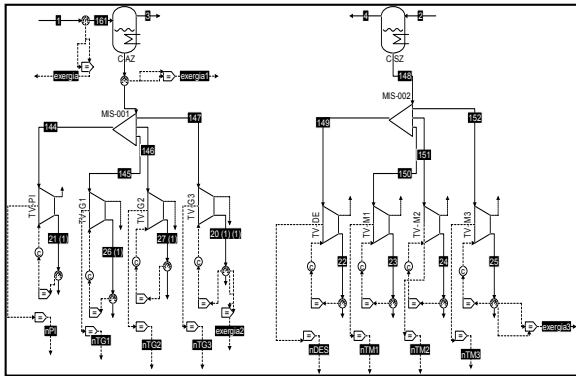 1
161
3
4
2
C-AZ
C-SZ
exergia
exergia1
148
MIS-001
MIS-002
144
147
149
152
146
151
145
150
TV-PI
TV-G1
TV-G2
TV-G3
TV-DE
TV-M1
TV-M2
TV-M3
21 (1)
26 (1)
27 (1)
20 (1) (1)
22
23
24
25
C
C
C
C
C
C
C
C
exergia2
exergia3
nPI
nTG1
nTG2
nTG3
nDES
nTM1
nTM2
nTM3